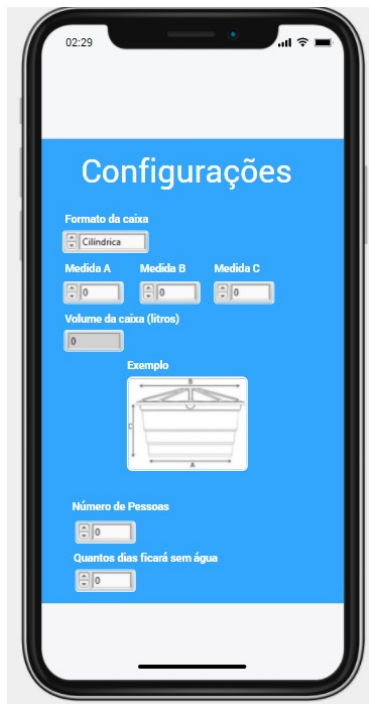 02:29
Configurações
Formato da caixa
Cilíndrica
Medida A Medida B Medida C
0 0 0
Volume da caixa (litros)
0
Exemplo
B
C
A
Número de Pessoas
0
Quantos dias ficará sem água
0